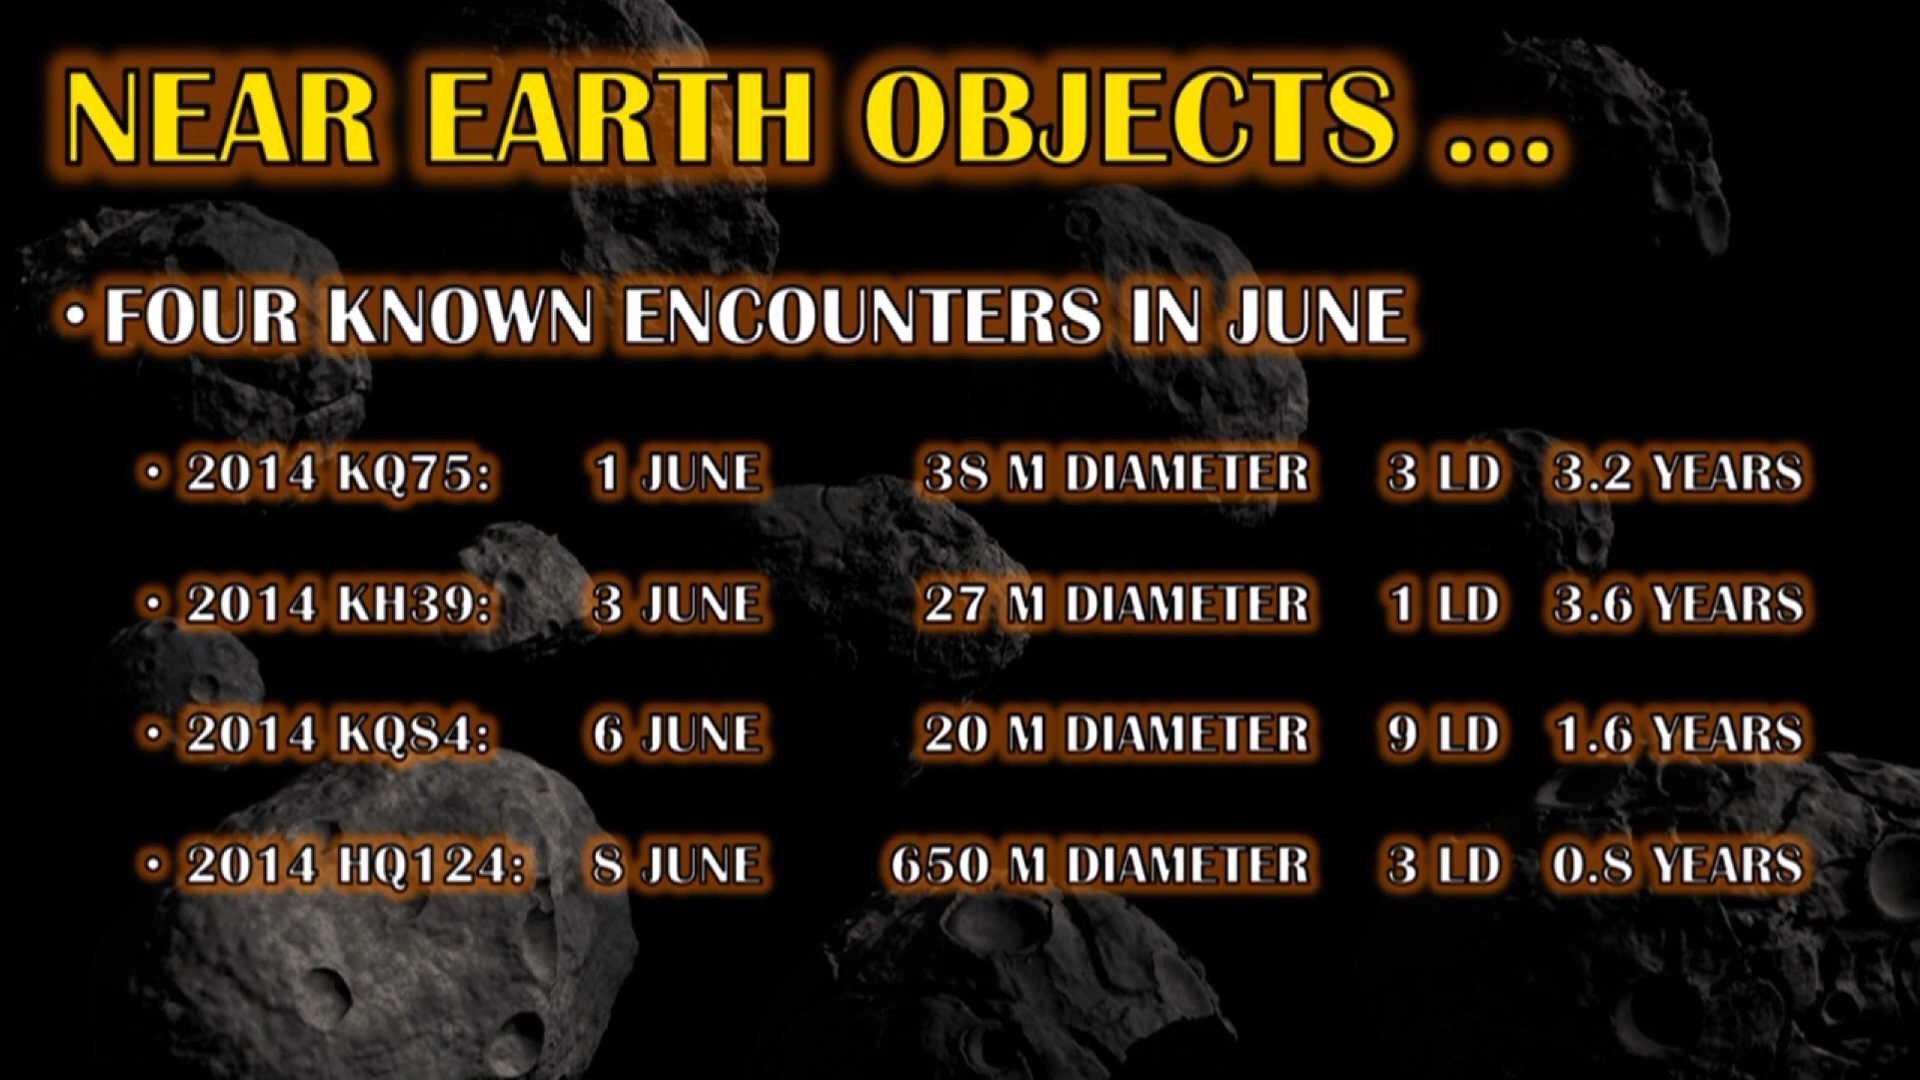 NEAR EARTH OBJECTS ...
• FOUR KNOWN ENCOUNTERS IN JUNE
• 2014 KQ75: 1 JUNE 38 M DIAMETER 3 LD 3.2 YEARS
• 2014 KH39: 3 JUNE 27 M DIAMETER 1 LD 3.6 YEARS
• 2014 KQ84: 6 JUNE 20 M DIAMETER 9 LD 1.6 YEARS
• 2014 HQ124: 8 JUNE 650 M DIAMETER 3 LD 0.8 YEARS